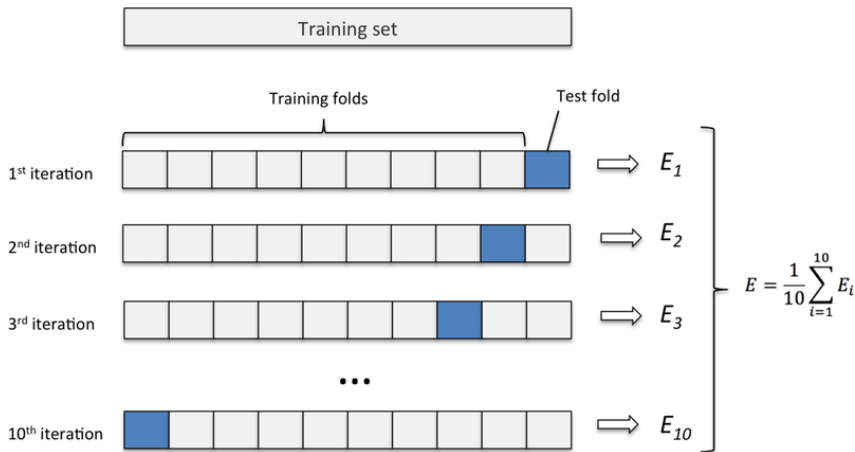 Training set
Training folds
Test fold
1st iteration
E1
2nd iteration
E2
E = 1/10 10∑i=1 Ei
3rd iteration
E3
...
10th iteration
E10